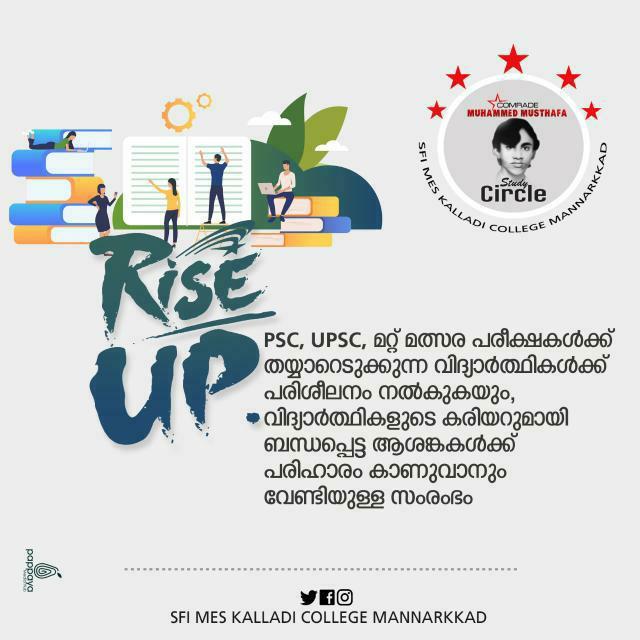 COMRADE
MUHAMMED MUSTHAFA
Study
Circle
SFI MES KALLADI COLLEGE MANNARKKAD
RISE
UP.
PSC, UPSC, മറ്റ് മത്സര പരീക്ഷകൾക്ക്
തയ്യാറെടുക്കുന്ന വിദ്യാർത്ഥികൾക്ക്
പരിശീലനം നൽകുകയും,
വിദ്യാർത്ഥികളുടെ കരിയറുമായി
ബന്ധപ്പെട്ട ആശങ്കകൾക്ക്
പരിഹാരം കാണുവാനും
വേണ്ടിയുള്ള സംരംഭം
pappaya
SFI MES KALLADI COLLEGE MANNARKKAD